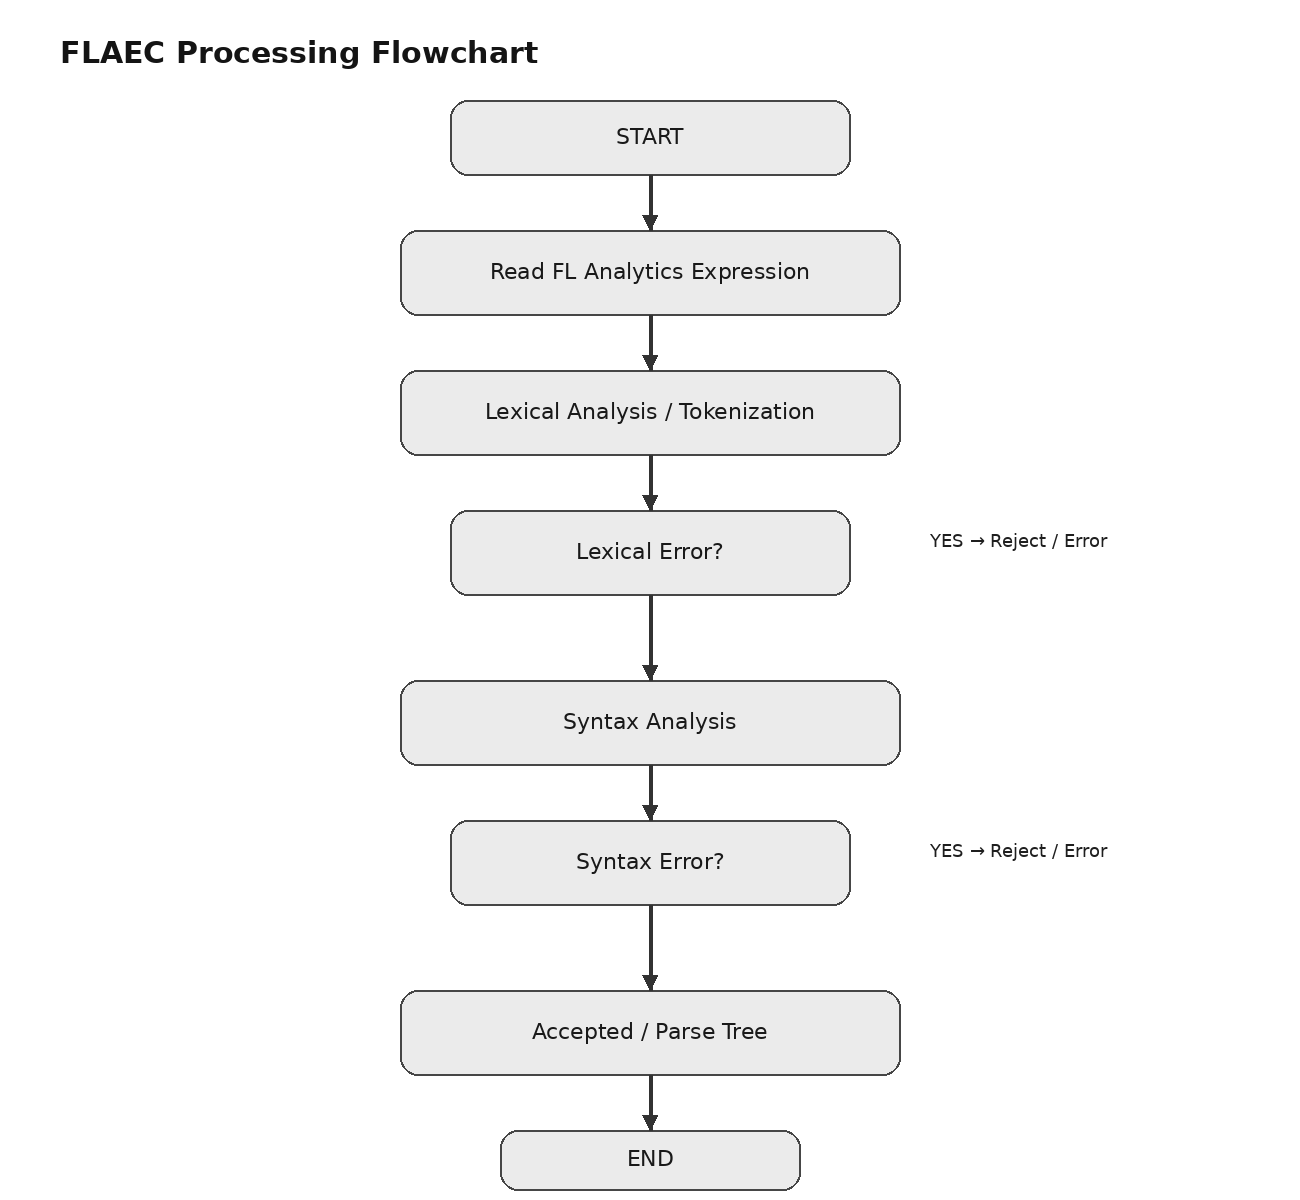 FLAEC Processing Flowchart
START
Read FL Analytics Expression
Lexical Analysis / Tokenization
Lexical Error?
YES → Reject / Error
Syntax Analysis
Syntax Error?
YES → Reject / Error
Accepted / Parse Tree
END